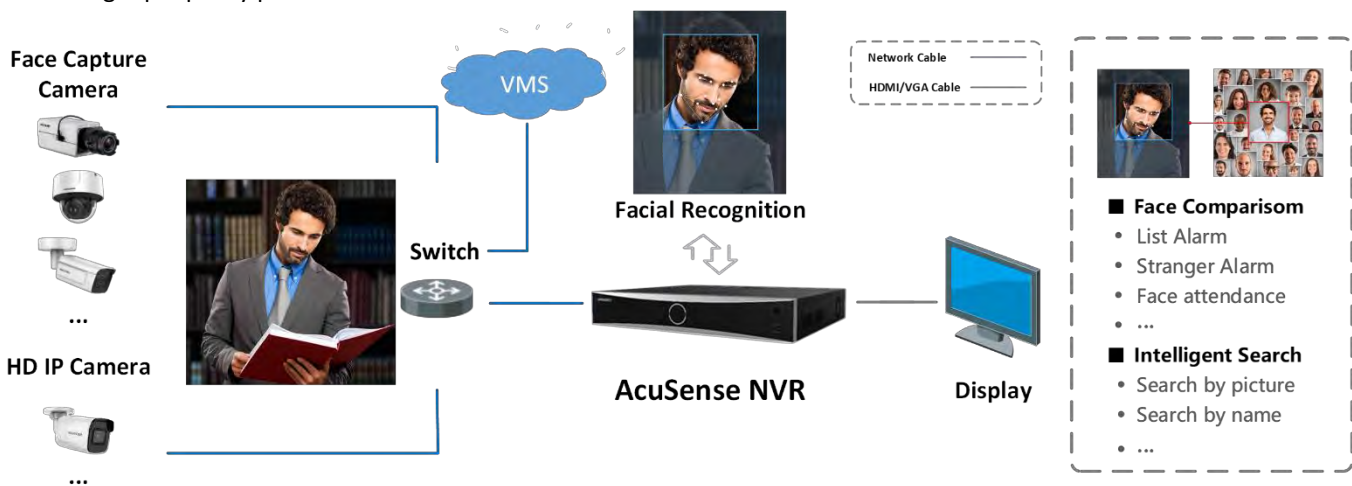 Face Capture
Camera
...
HD IP Camera
...
Switch
VMS
Facial Recognition
AcuSense NVR
Display
Network Cable
HDMI/VGA Cable
■ Face Comparisom
• List Alarm
• Stranger Alarm
• Face attendance
• ...
■ Intelligent Search
• Search by picture
• Search by name
• ...